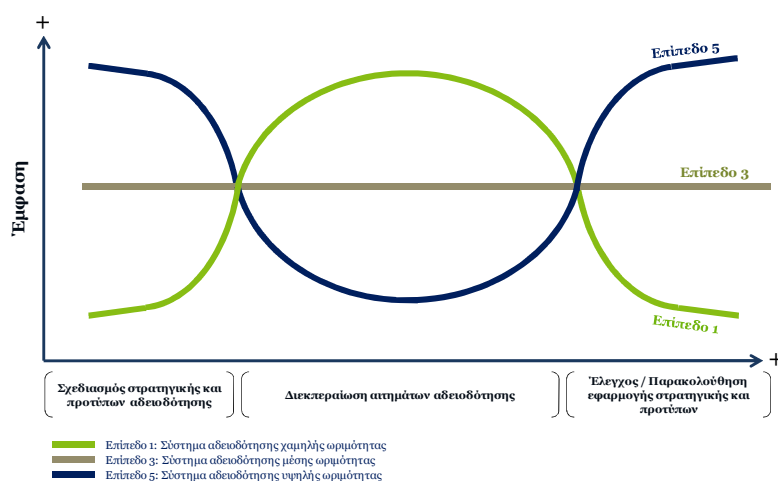 +
Έμφαση
Επίπεδο 5
Επίπεδο 3
Επίπεδο 1
+
Σχεδιασμός στρατηγικής και
προτύπων αδειοδότησης
Διεκπεραίωση αιτημάτων αδειοδότησης
Έλεγχος / Παρακολούθηση
εφαρμογής στρατηγικής και
προτύπων
Επίπεδο 1: Σύστημα αδειοδότησης χαμηλής ωριμότητας
Επίπεδο 3: Σύστημα αδειοδότησης μέσης ωριμότητας
Επίπεδο 5: Σύστημα αδειοδότησης υψηλής ωριμότητας